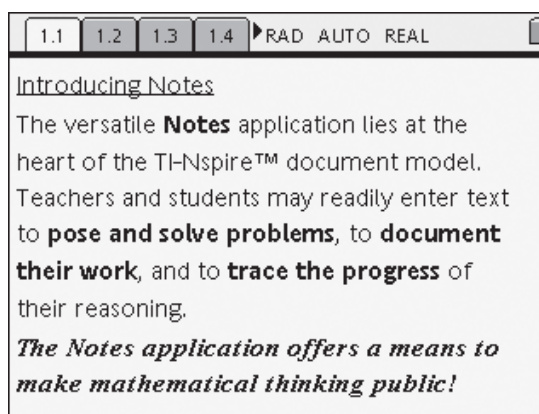 1.1 1.2 1.3 1.4 RAD AUTO REAL
Introducing Notes
The versatile Notes application lies at the
heart of the TI-Nspire™ document model.
Teachers and students may readily enter text
to pose and solve problems, to document
their work, and to trace the progress of
their reasoning.
The Notes application offers a means to
make mathematical thinking public!